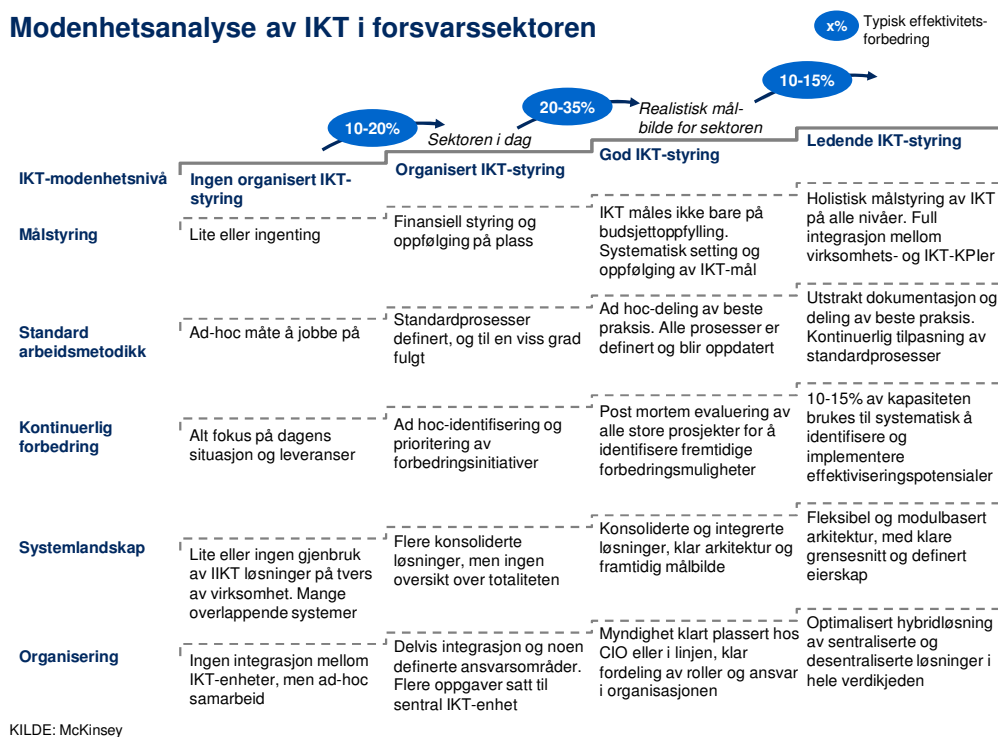 Modenhetsanalyse av IKT i forsvarssektoren
x%
Typisk effektivitets-
forbedring
10-20%
Sektoren i dag
20-35%
Realistisk mål-
bilde for sektoren
10-15%
IKT-modenhetsnivå
Ingen organisert IKT-
styring
Organisert IKT-styring
God IKT-styring
Ledende IKT-styring
Målstyring
Lite eller ingenting
Finansiell styring og
oppfølging på plass
IKT måles ikke bare på
budsjettoppfylling.
Systematisk setting og
oppfølging av IKT-mål
Holistisk målstyring av IKT
på alle nivåer. Full
integrasjon mellom
virksomhets- og IKT-KPIer
Standard
arbeidsmetodikk
Ad-hoc måte å jobbe på
Standardprosesser
definert, og til en viss grad
fulgt
Ad hoc-deling av beste
praksis. Alle prosesser er
definert og blir oppdatert
Utstrakt dokumentasjon og
deling av beste praksis.
Kontinuerlig tilpasning av
standardprosesser
Kontinuerlig
forbedring
Alt fokus på dagens
situasjon og leveranser
Ad hoc-identifisering og
prioritering av
forbedringsinitiativer
Post mortem evaluering av
alle store prosjekter for å
identifisere fremtidige
forbedringsmuligheter
10-15% av kapasiteten
brukes til systematisk å
identifisere og
implementere
effektiviseringspotensialer
Systemlandskap
Lite eller ingen gjenbruk
av IIKT løsninger på tvers
av virksomhet. Mange
overlappende systemer
Flere konsoliderte
løsninger, men ingen
oversikt over totaliteten
Konsoliderte og integrerte
løsninger, klar arkitektur og
framtidig målbilde
Fleksibel og modulbasert
arkitektur, med klare
grensesnitt og definert
eierskap
Organisering
Ingen integrasjon mellom
IKT-enheter, men ad-hoc
samarbeid
Delvis integrasjon og noen
definerte ansvarsområder.
Flere oppgaver satt til
sentral IKT-enhet
Myndighet klart plassert hos
CIO eller i linjen, klar
fordeling av roller og ansvar
i organisasjonen
Optimalisert hybridløsning
av sentraliserte og
desentraliserte løsninger i
hele verdikjeden
KILDE: McKinsey